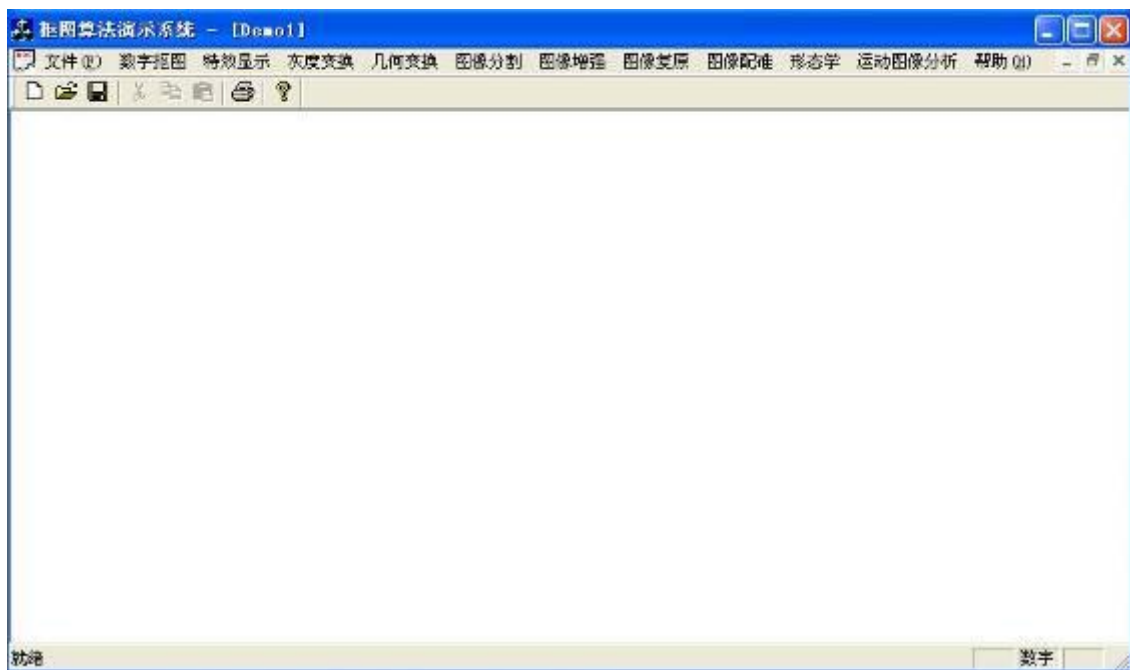 抠图算法演示系统 - [Demo1]
文件(F) 数字抠图 特效显示 灰度变换 几何变换 图像分割 图像增强 图像复原 图像配准 形态学 运动图像分析 帮助(H)
就绪 数字